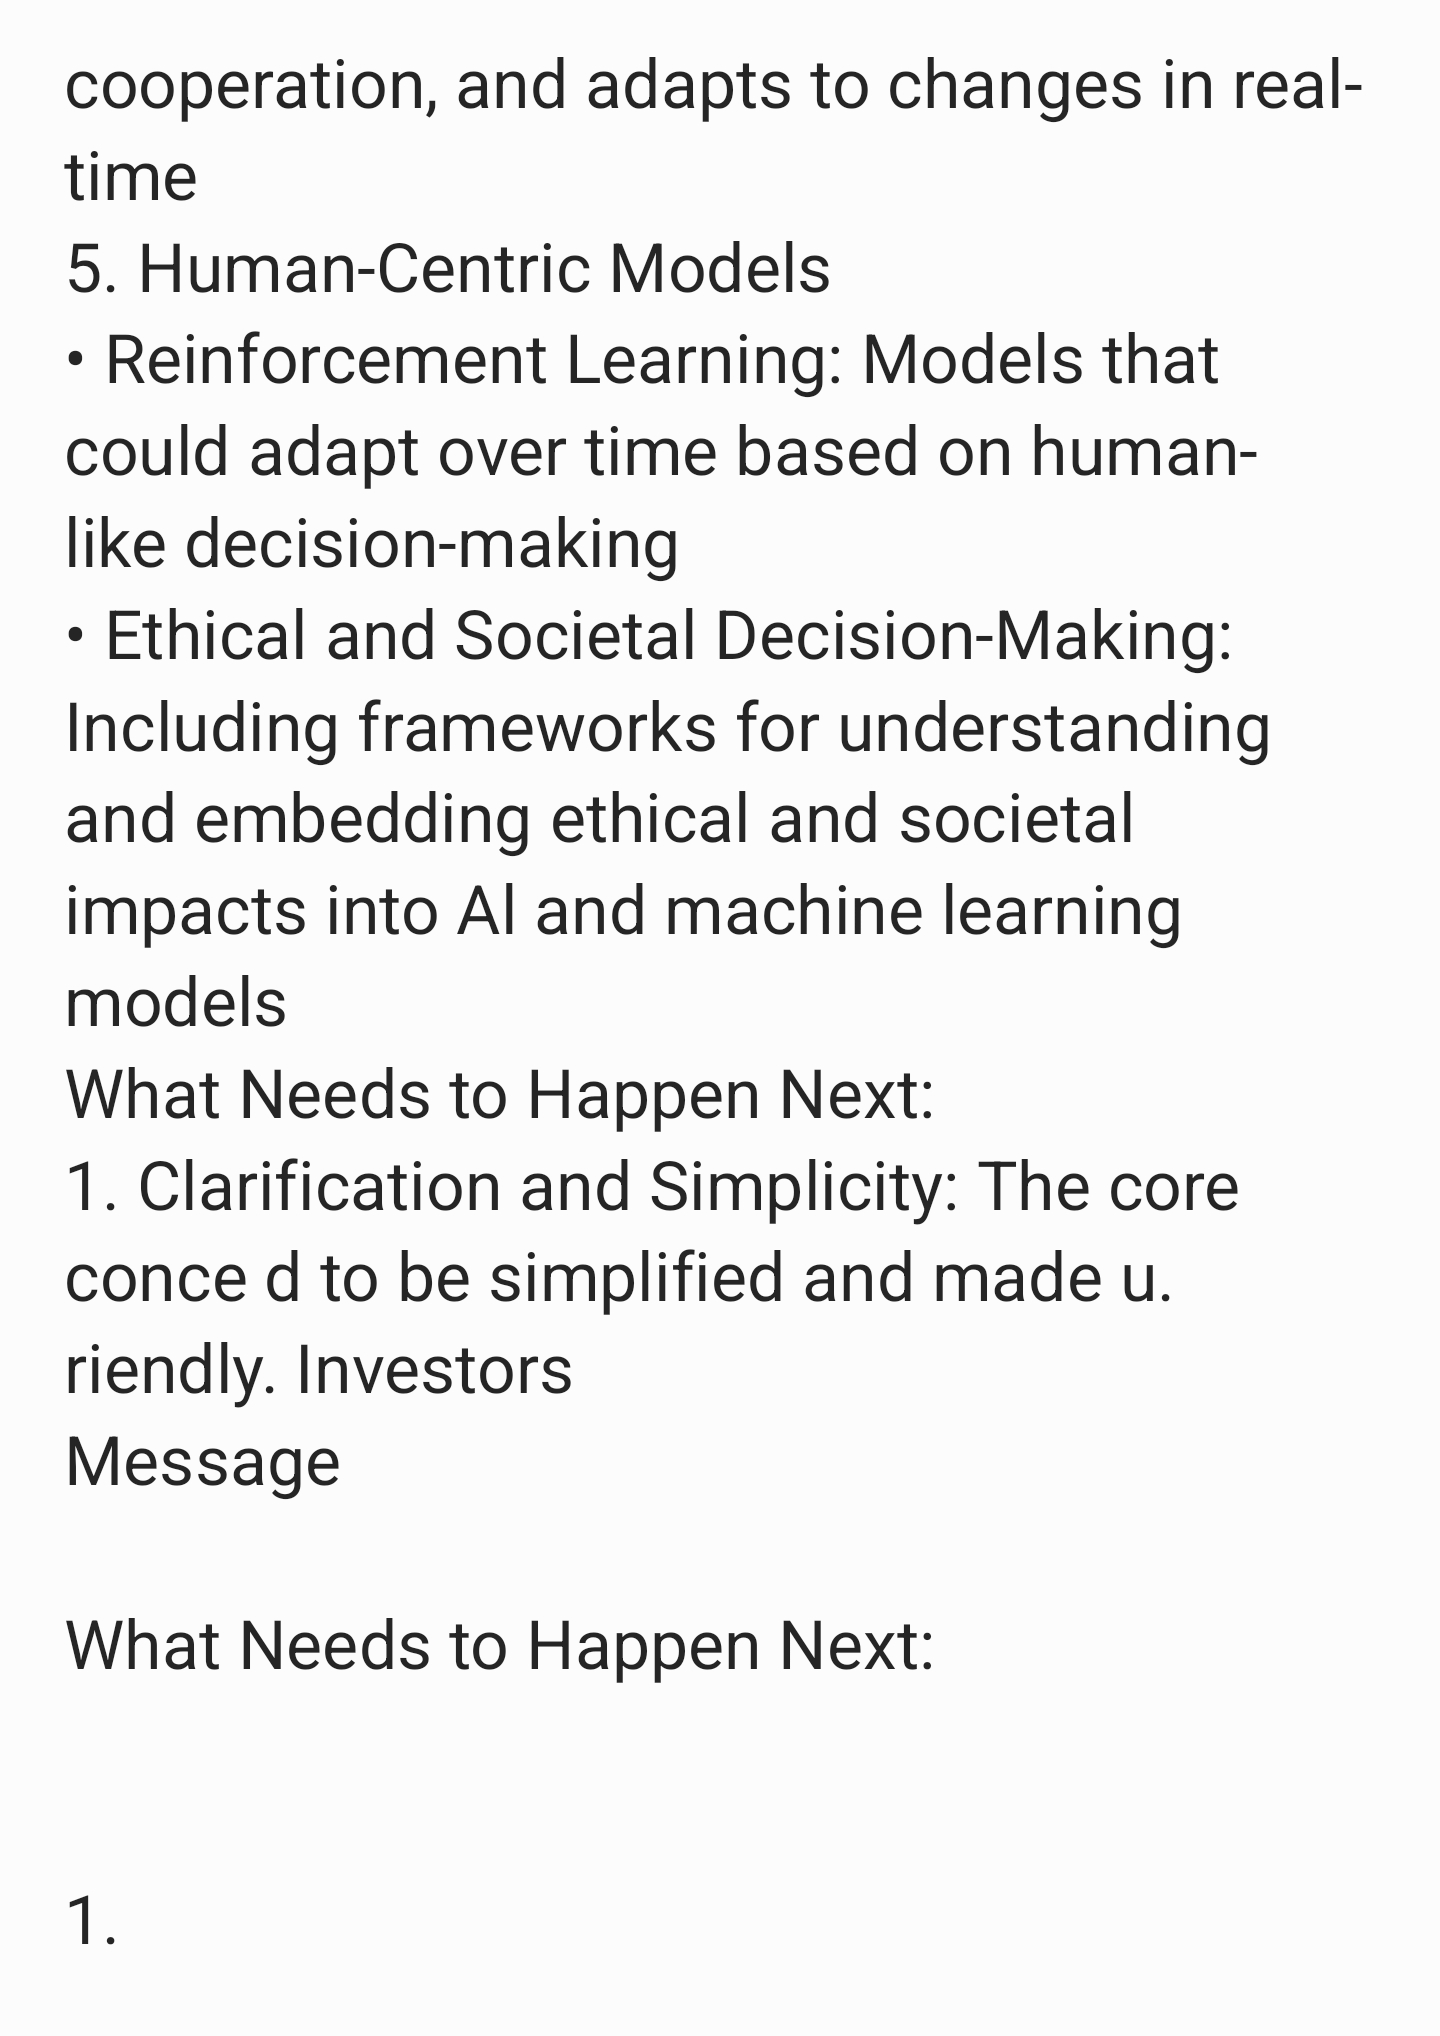 cooperation, and adapts to changes in real-
time
5. Human-Centric Models
• Reinforcement Learning: Models that
could adapt over time based on human-
like decision-making
• Ethical and Societal Decision-Making:
Including frameworks for understanding
and embedding ethical and societal
impacts into Al and machine learning
models
What Needs to Happen Next:
1. Clarification and Simplicity: The core
conce d to be simplified and made u.
riendly. Investors
Message
What Needs to Happen Next:
1.